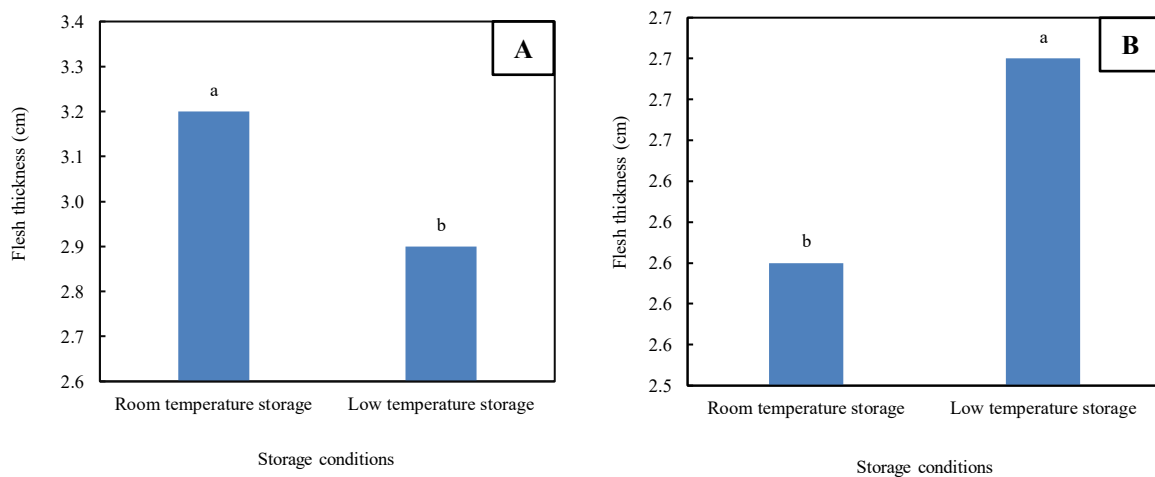 A
Flesh thickness (cm)
3.4
3.3
3.2
3.1
3.0
2.9
2.8
2.7
2.6
a
b
Room temperature storage
Low temperature storage
Storage conditions
B
Flesh thickness (cm)
2.7
2.7
2.7
2.7
2.6
2.6
2.6
2.6
2.6
2.5
b
a
Room temperature storage
Low temperature storage
Storage conditions